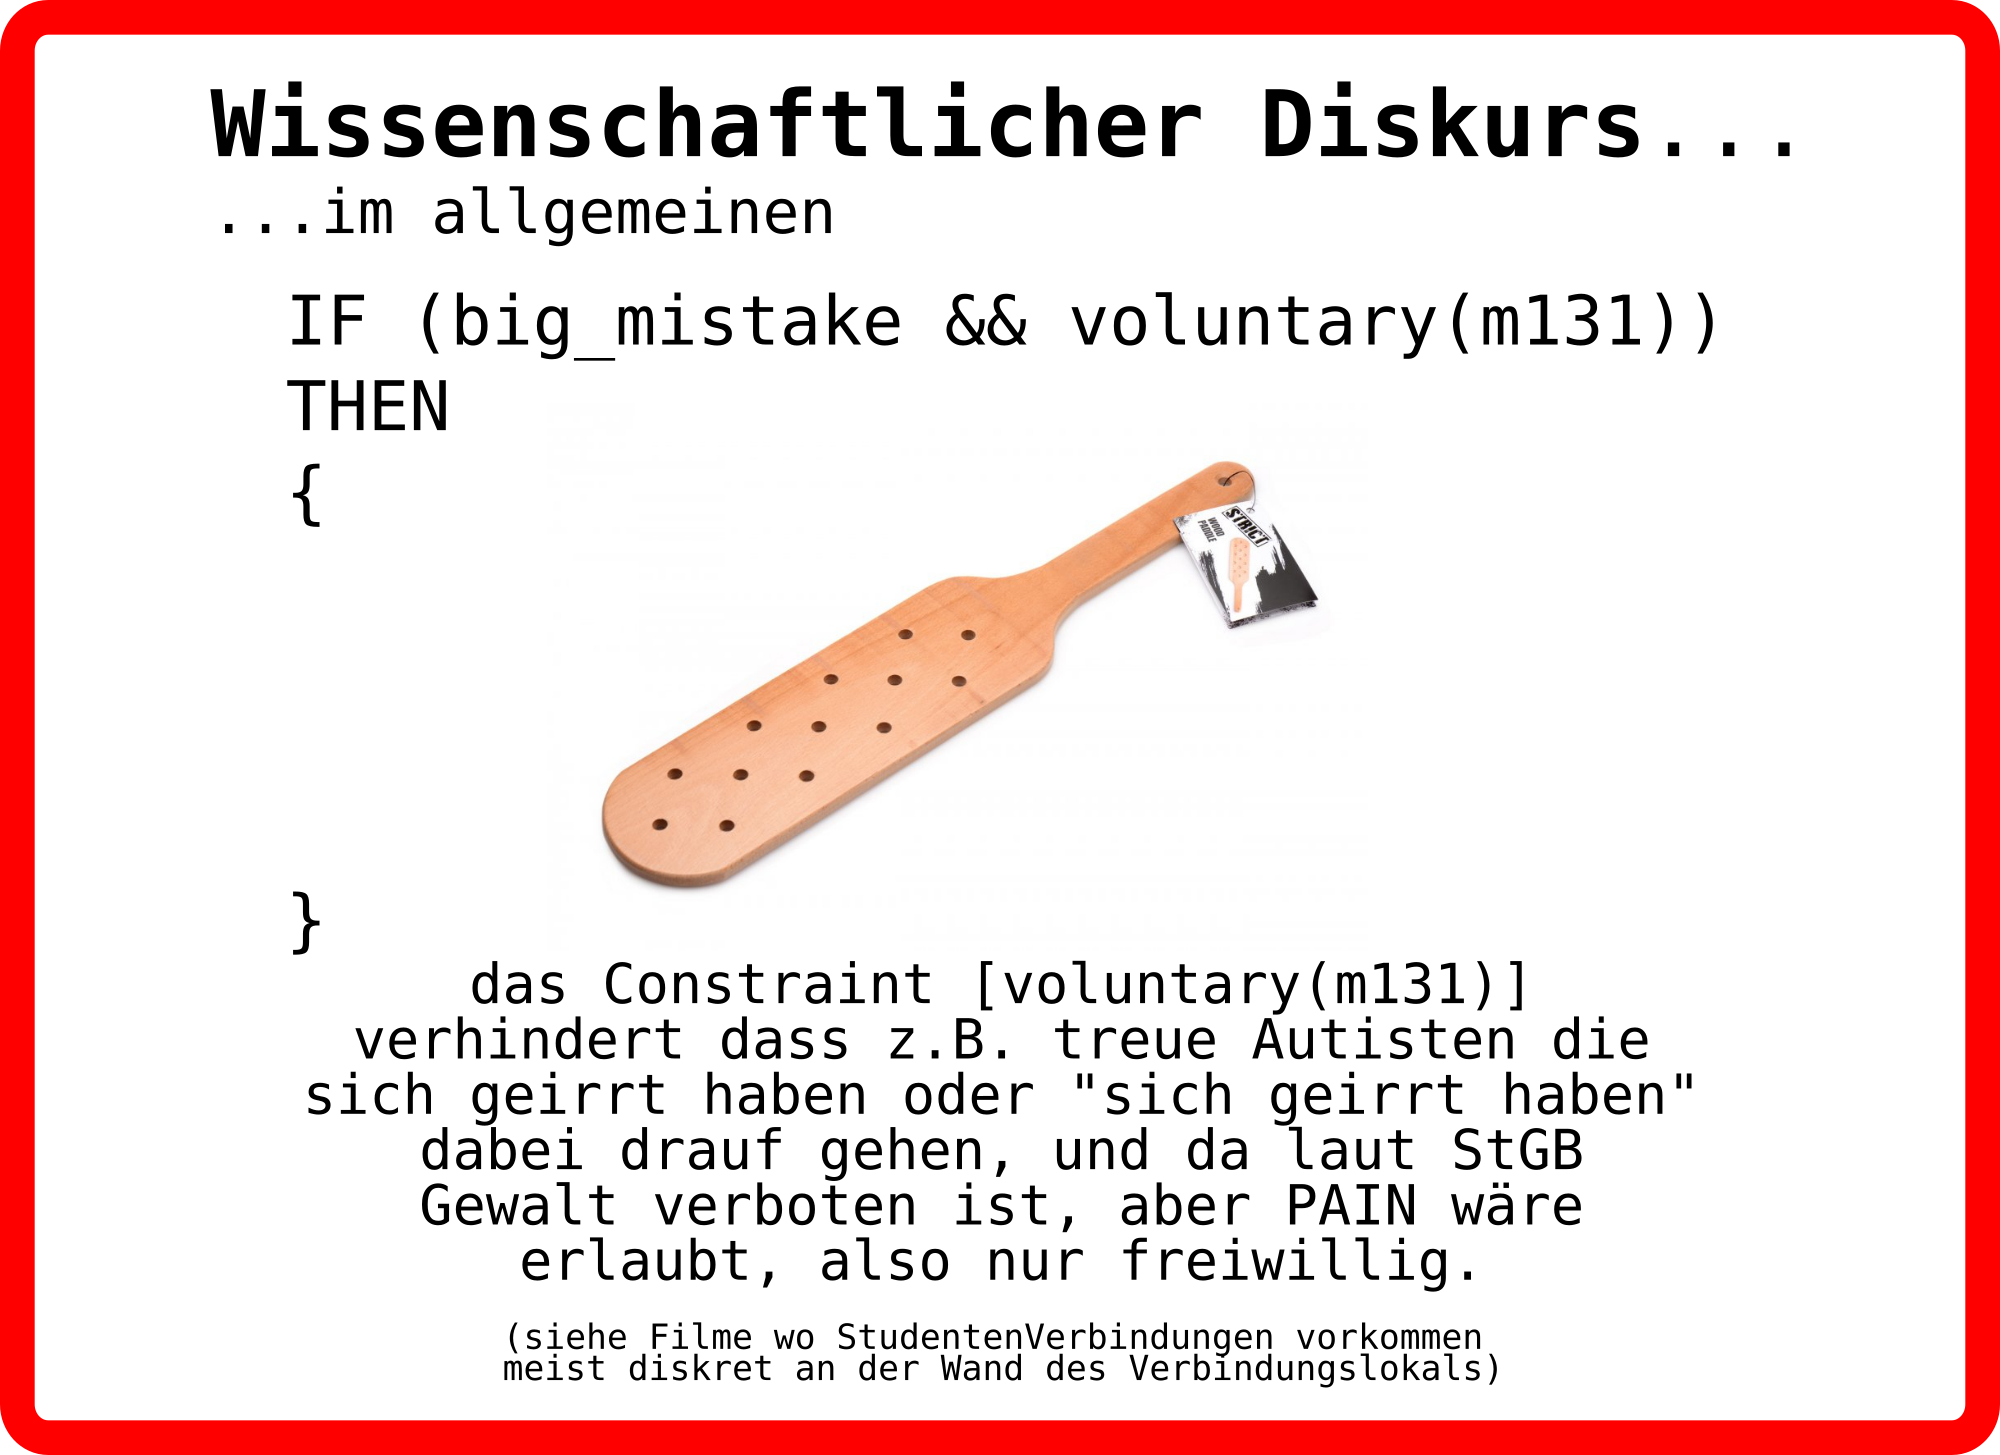 Wissenschaftlicher Diskurs...
...im allgemeinen
IF (big_mistake && voluntary(m131))
THEN
{
STRICT
WOOD
PADDLE
}
das Constraint [voluntary(m131)]
verhindert dass z.B. treue Autisten die
sich geirrt haben oder "sich geirrt haben"
dabei drauf gehen, und da laut StGB
Gewalt verboten ist, aber PAIN wäre
erlaubt, also nur freiwillig.
(siehe Filme wo StudentenVerbindungen vorkommen
meist diskret an der Wand des Verbindungslokals)